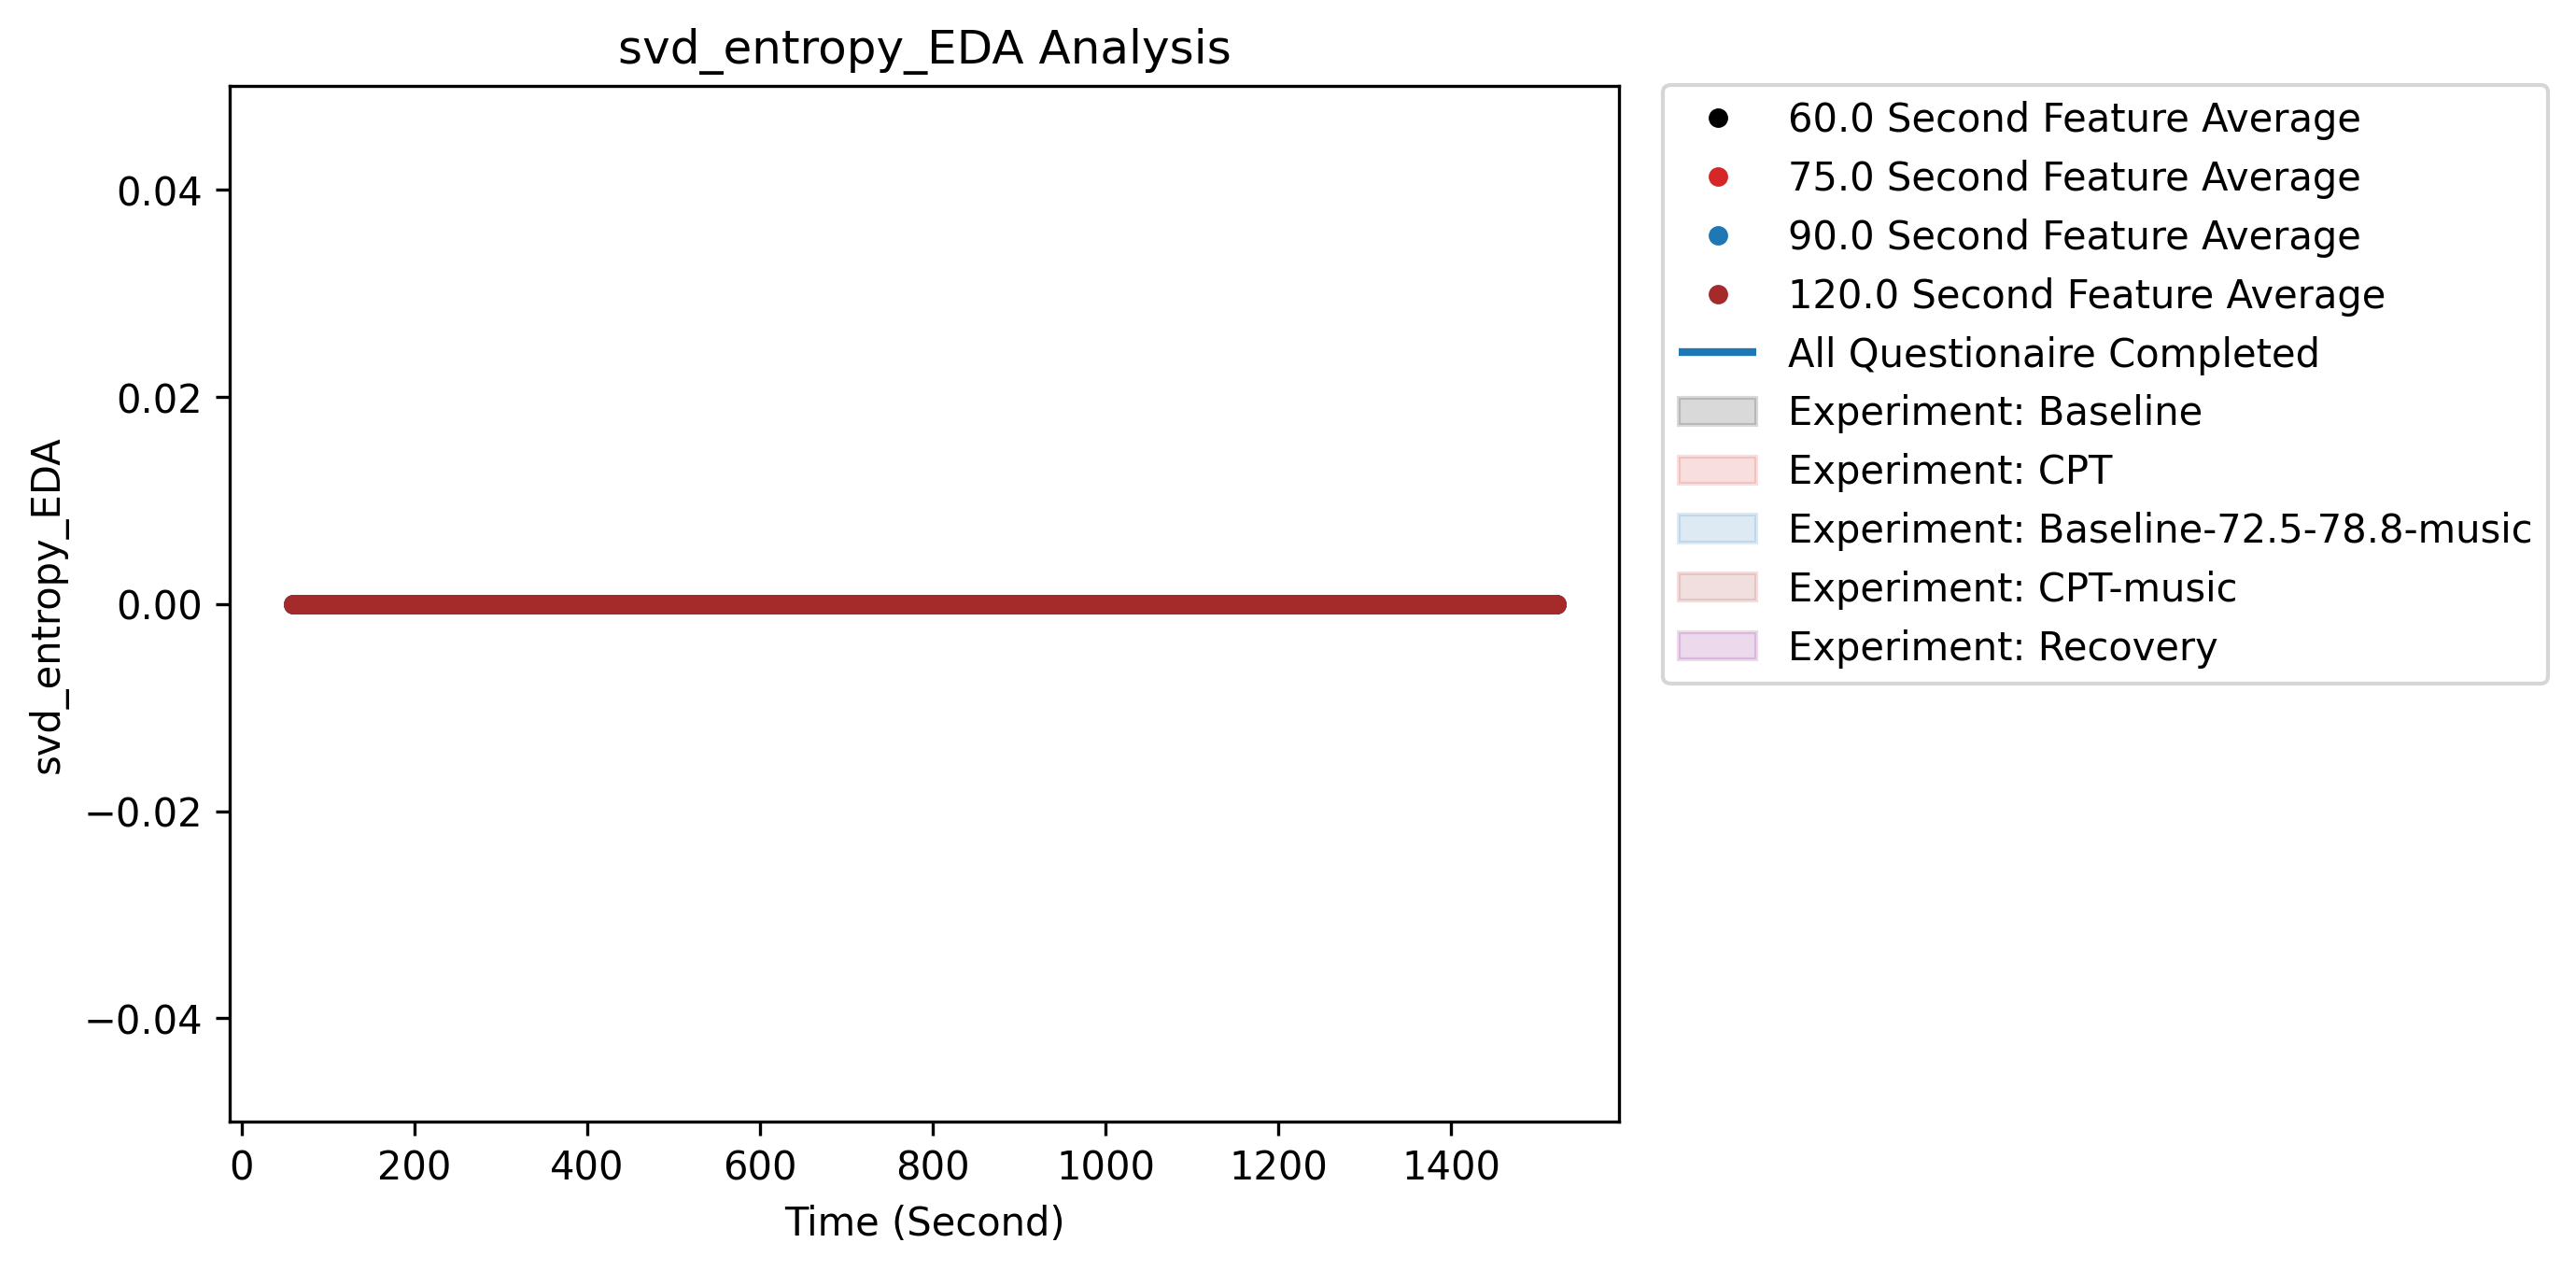 svd_entropy_EDA Analysis
svd_entropy_EDA
0.04
0.02
0.00
−0.02
−0.04
0 200 400 600 800 1000 1200 1400
Time (Second)
60.0 Second Feature Average
75.0 Second Feature Average
90.0 Second Feature Average
120.0 Second Feature Average
All Questionaire Completed
Experiment: Baseline
Experiment: CPT
Experiment: Baseline-72.5-78.8-music
Experiment: CPT-music
Experiment: Recovery